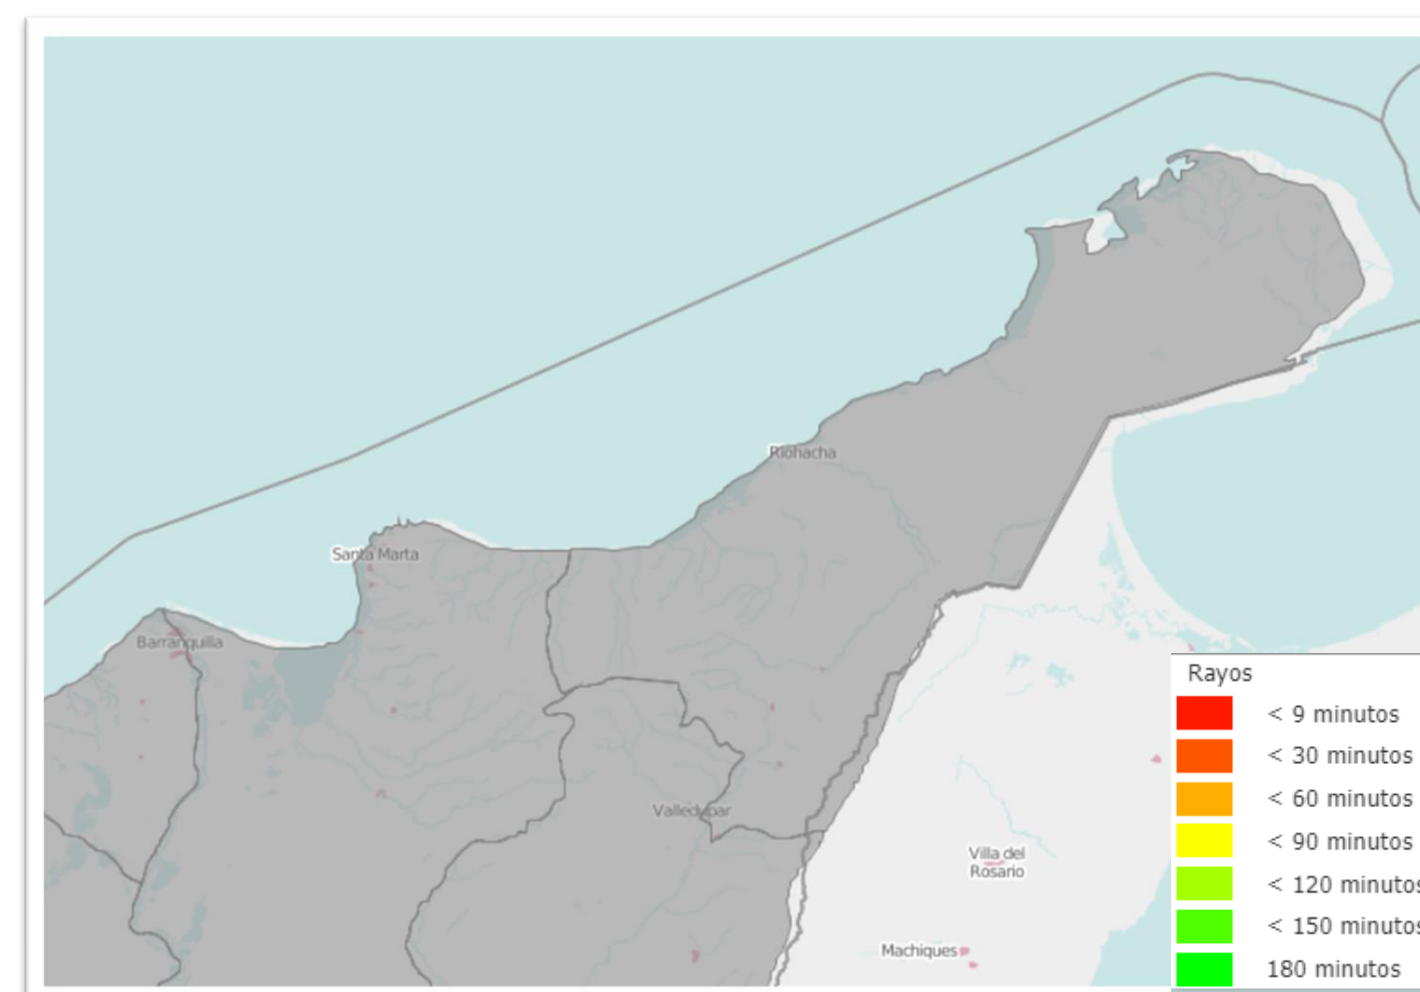 Riohacha
Santa Marta
Barranquilla
Valledupar
Villa del
Rosario
Machiques
Rayos
< 9 minutos
< 30 minutos
< 60 minutos
< 90 minutos
< 120 minutos
< 150 minutos
180 minutos